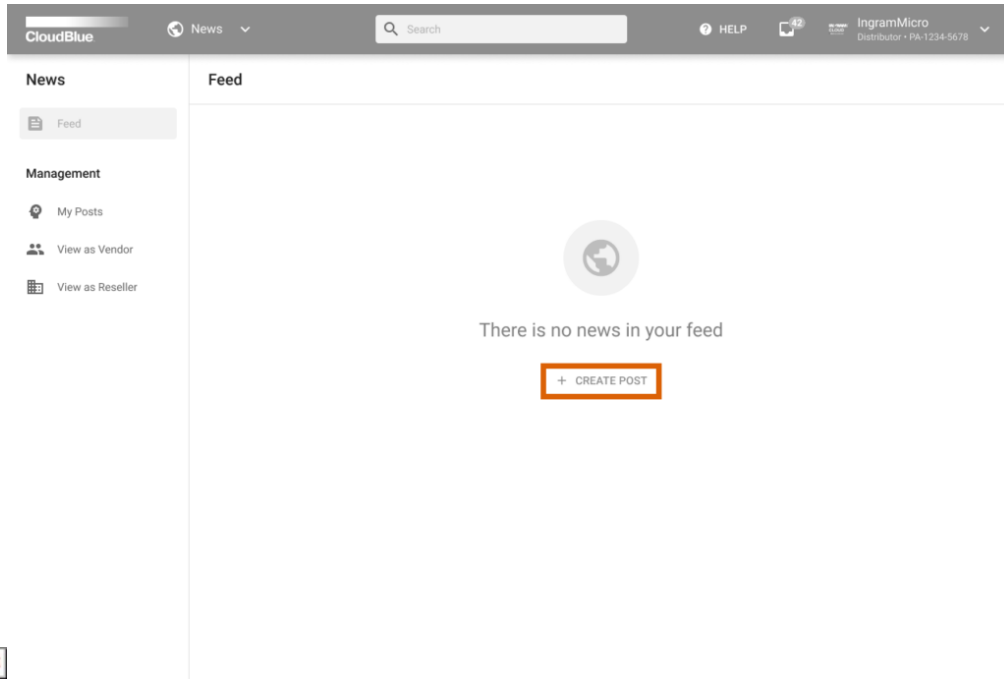 CloudBlue
News
Search
HELP
42
IngramMicro
Distributor • PA-1234-5678
News
Feed
Feed
Management
My Posts
View as Vendor
View as Reseller
There is no news in your feed
+ CREATE POST